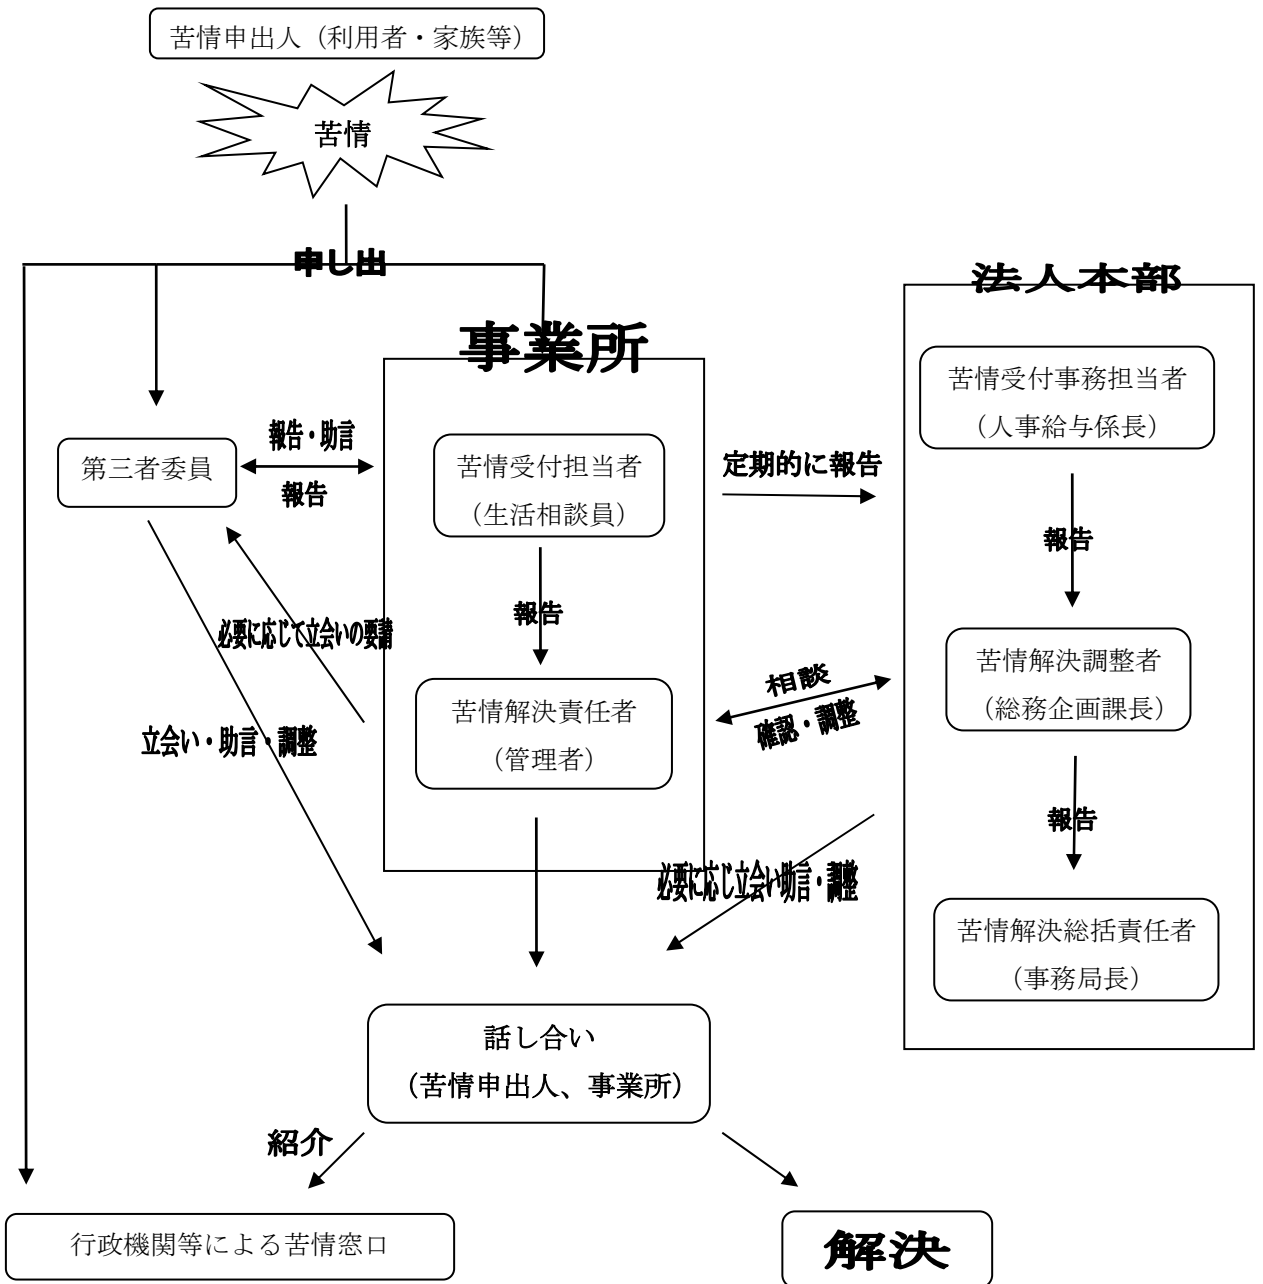 苦情申出人（利用者・家族等）
苦情
申し出
法人本部
事業所
苦情受付事務担当者
（人事給与係長）
第三者委員
報告・助言
報告
苦情受付担当者
（生活相談員）
定期的に報告
報告
報告
必要に応じて立会いの要請
苦情解決責任者
（管理者）
相談
確認・調整
苦情解決調整者
（総務企画課長）
立会い・助言・調整
報告
必要に応じ立会い助言・調整
苦情解決総括責任者
（事務局長）
話し合い
（苦情申出人、事業所）
紹介
行政機関等による苦情窓口
解決